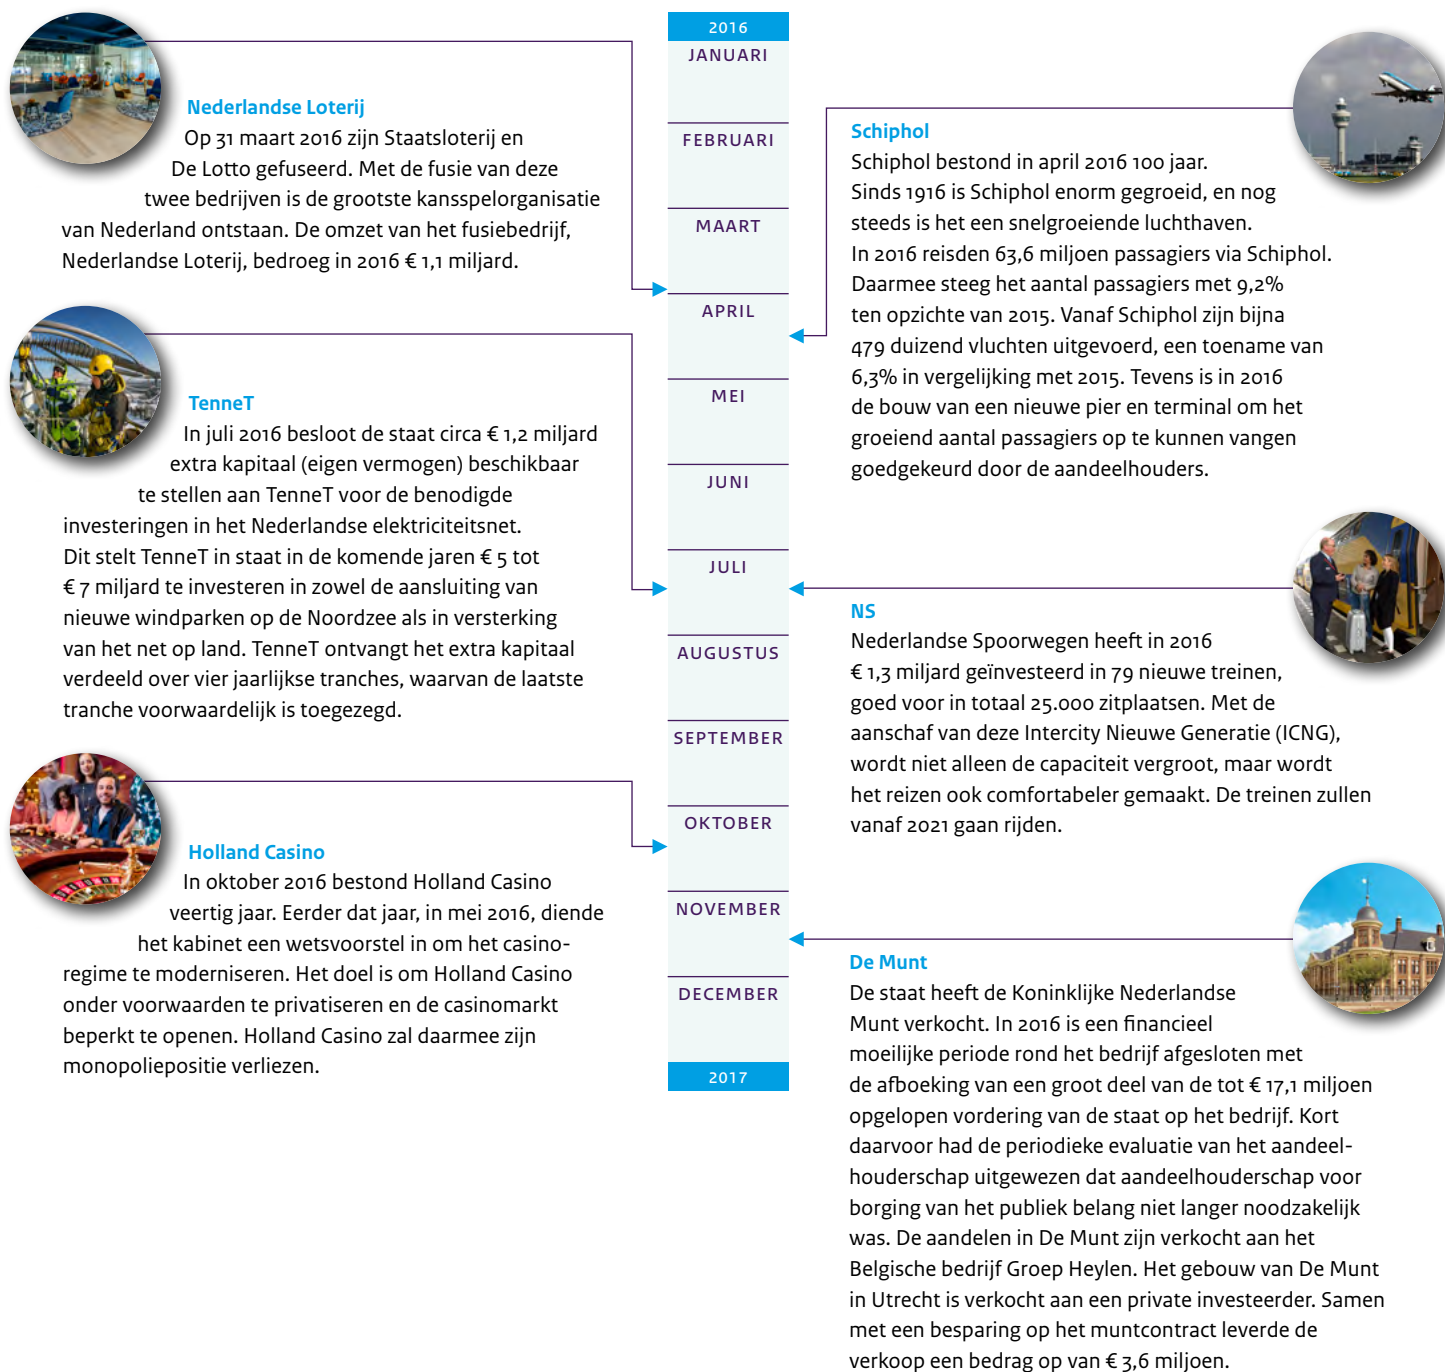 Nederlandse Loterij
Op 31 maart 2016 zijn Staatsloterij en
De Lotto gefuseerd. Met de fusie van deze
twee bedrijven is de grootste kansspelorganisatie
van Nederland ontstaan. De omzet van het fusiebedrijf,
Nederlandse Loterij, bedroeg in 2016 € 1,1 miljard.
TenneT
In juli 2016 besloot de staat circa € 1,2 miljard
extra kapitaal (eigen vermogen) beschikbaar
te stellen aan TenneT voor de benodigde
investeringen in het Nederlandse elektriciteitsnet.
Dit stelt TenneT in staat in de komende jaren € 5 tot
€ 7 miljard te investeren in zowel de aansluiting van
nieuwe windparken op de Noordzee als in versterking
van het net op land. TenneT ontvangt het extra kapitaal
verdeeld over vier jaarlijkse tranches, waarvan de laatste
tranche voorwaardelijk is toegezegd.
Holland Casino
In oktober 2016 bestond Holland Casino
veertig jaar. Eerder dat jaar, in mei 2016, diende
het kabinet een wetsvoorstel in om het casino-
regime te moderniseren. Het doel is om Holland Casino
onder voorwaarden te privatiseren en de casinomarkt
beperkt te openen. Holland Casino zal daarmee zijn
monopoliepositie verliezen.
2016
JANUARI
FEBRUARI
MAART
APRIL
MEI
JUNI
JULI
AUGUSTUS
SEPTEMBER
OKTOBER
NOVEMBER
DECEMBER
2017
Schiphol
Schiphol bestond in april 2016 100 jaar.
Sinds 1916 is Schiphol enorm gegroeid, en nog
steeds is het een snelgroeiende luchthaven.
In 2016 reisden 63,6 miljoen passagiers via Schiphol.
Daarmee steeg het aantal passagiers met 9,2%
ten opzichte van 2015. Vanaf Schiphol zijn bijna
479 duizend vluchten uitgevoerd, een toename van
6,3% in vergelijking met 2015. Tevens is in 2016
de bouw van een nieuwe pier en terminal om het
groeiend aantal passagiers op te kunnen vangen
goedgekeurd door de aandeelhouders.
NS
Nederlandse Spoorwegen heeft in 2016
€ 1,3 miljard geïnvesteerd in 79 nieuwe treinen,
goed voor in totaal 25.000 zitplaatsen. Met de
aanschaf van deze Intercity Nieuwe Generatie (ICNG),
wordt niet alleen de capaciteit vergroot, maar wordt
het reizen ook comfortabeler gemaakt. De treinen zullen
vanaf 2021 gaan rijden.
De Munt
De staat heeft de Koninklijke Nederlandse
Munt verkocht. In 2016 is een financieel
moeilijke periode rond het bedrijf afgesloten met
de afboeking van een groot deel van de tot € 17,1 miljoen
opgelopen vordering van de staat op het bedrijf. Kort
daarvoor had de periodieke evaluatie van het aandeel-
houderschap uitgewezen dat aandeelhouderschap voor
borging van het publiek belang niet langer noodzakelijk
was. De aandelen in De Munt zijn verkocht aan het
Belgische bedrijf Groep Heylen. Het gebouw van De Munt
in Utrecht is verkocht aan een private investeerder. Samen
met een besparing op het muntcontract leverde de
verkoop een bedrag op van € 3,6 miljoen.